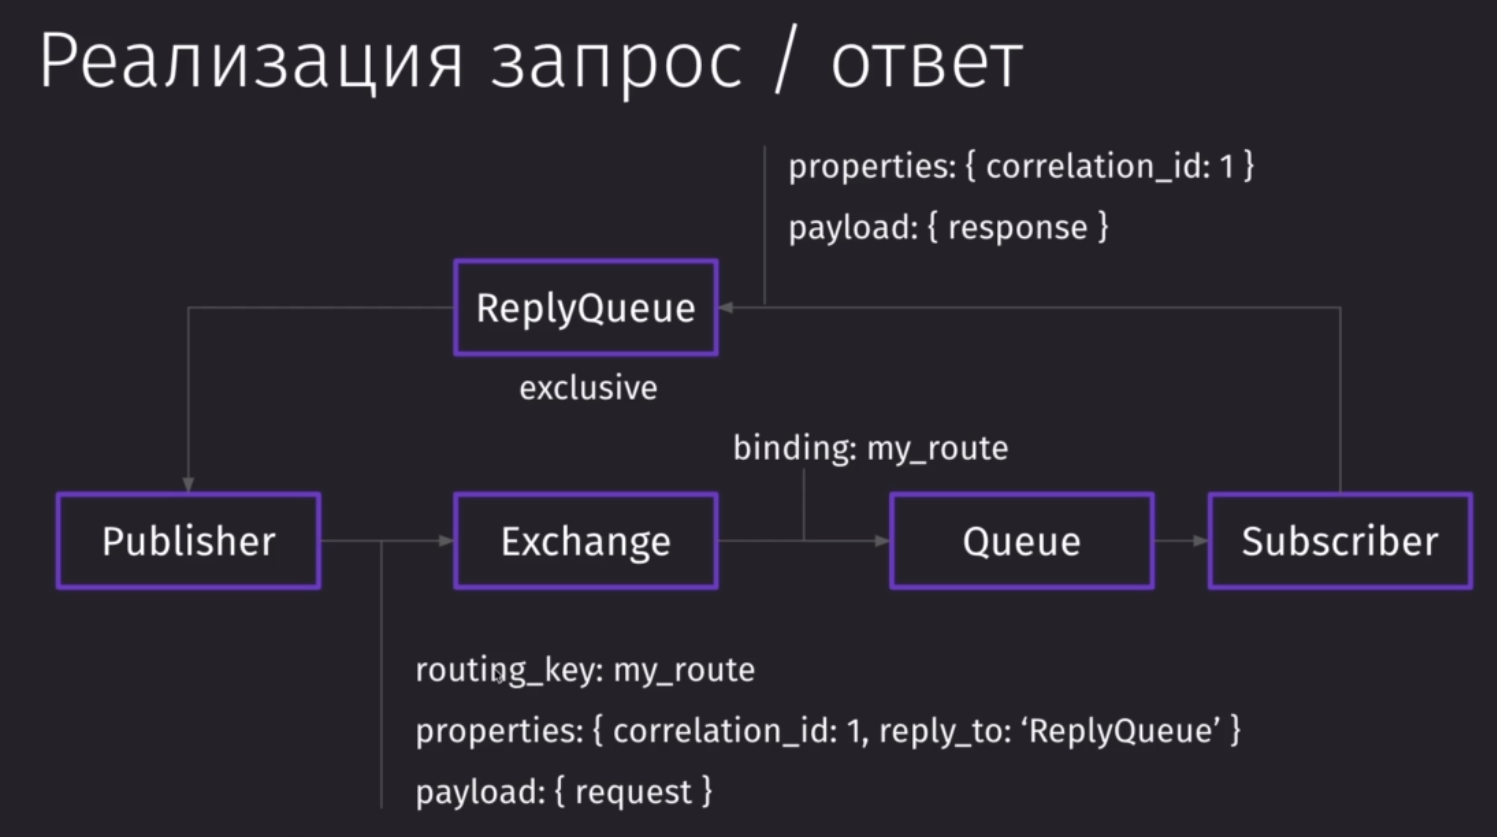 Реализация запрос / ответ
properties: { correlation_id: 1 }
payload: { response }
ReplyQueue
exclusive
binding: my_route
Publisher
Exchange
Queue
Subscriber
routing_key: my_route
properties: { correlation_id: 1, reply_to: ‘ReplyQueue’ }
payload: { request }